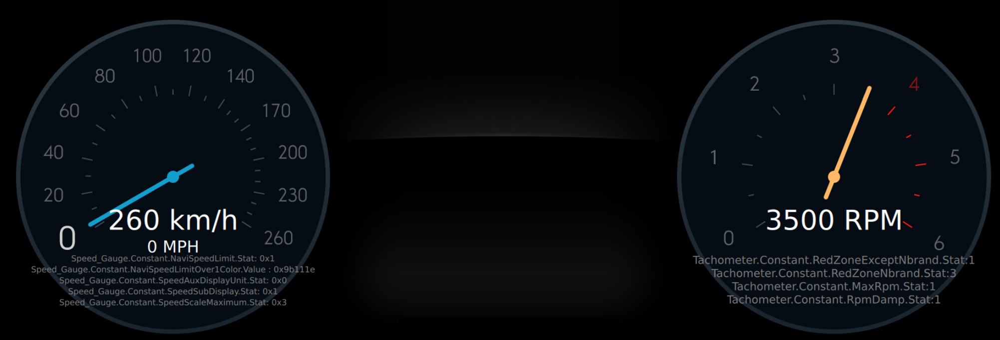 100 120
80 140
60 170
40 200
20 230
0 260
260 km/h
0 MPH
Speed_Gauge.Constant.NaviSpeedLimit.Stat: 0x1
Speed_Gauge.Constant.NaviSpeedLimitOver1Color.Value : 0x9b111e
Speed_Gauge.Constant.SpeedAuxDisplayUnit.Stat: 0x0
Speed_Gauge.Constant.SpeedSubDisplay.Stat: 0x1
Speed_Gauge.Constant.SpeedScaleMaximum.Stat: 0x3
3
2 4
1 5
0 6
3500 RPM
Tachometer.Constant.RedZoneExceptNbrand.Stat:1
Tachometer.Constant.RedZoneNbrand.Stat:3
Tachometer.Constant.MaxRpm.Stat:1
Tachometer.Constant.RpmDamp.Stat:1